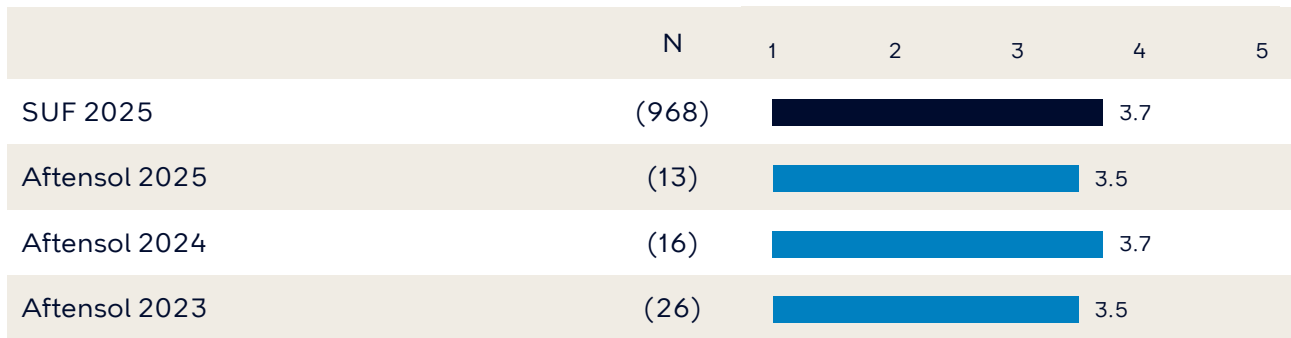 N 1 2 3 4 5
SUF 2025 (968) 3.7
Aftensol 2025 (13) 3.5
Aftensol 2024 (16) 3.7
Aftensol 2023 (26) 3.5